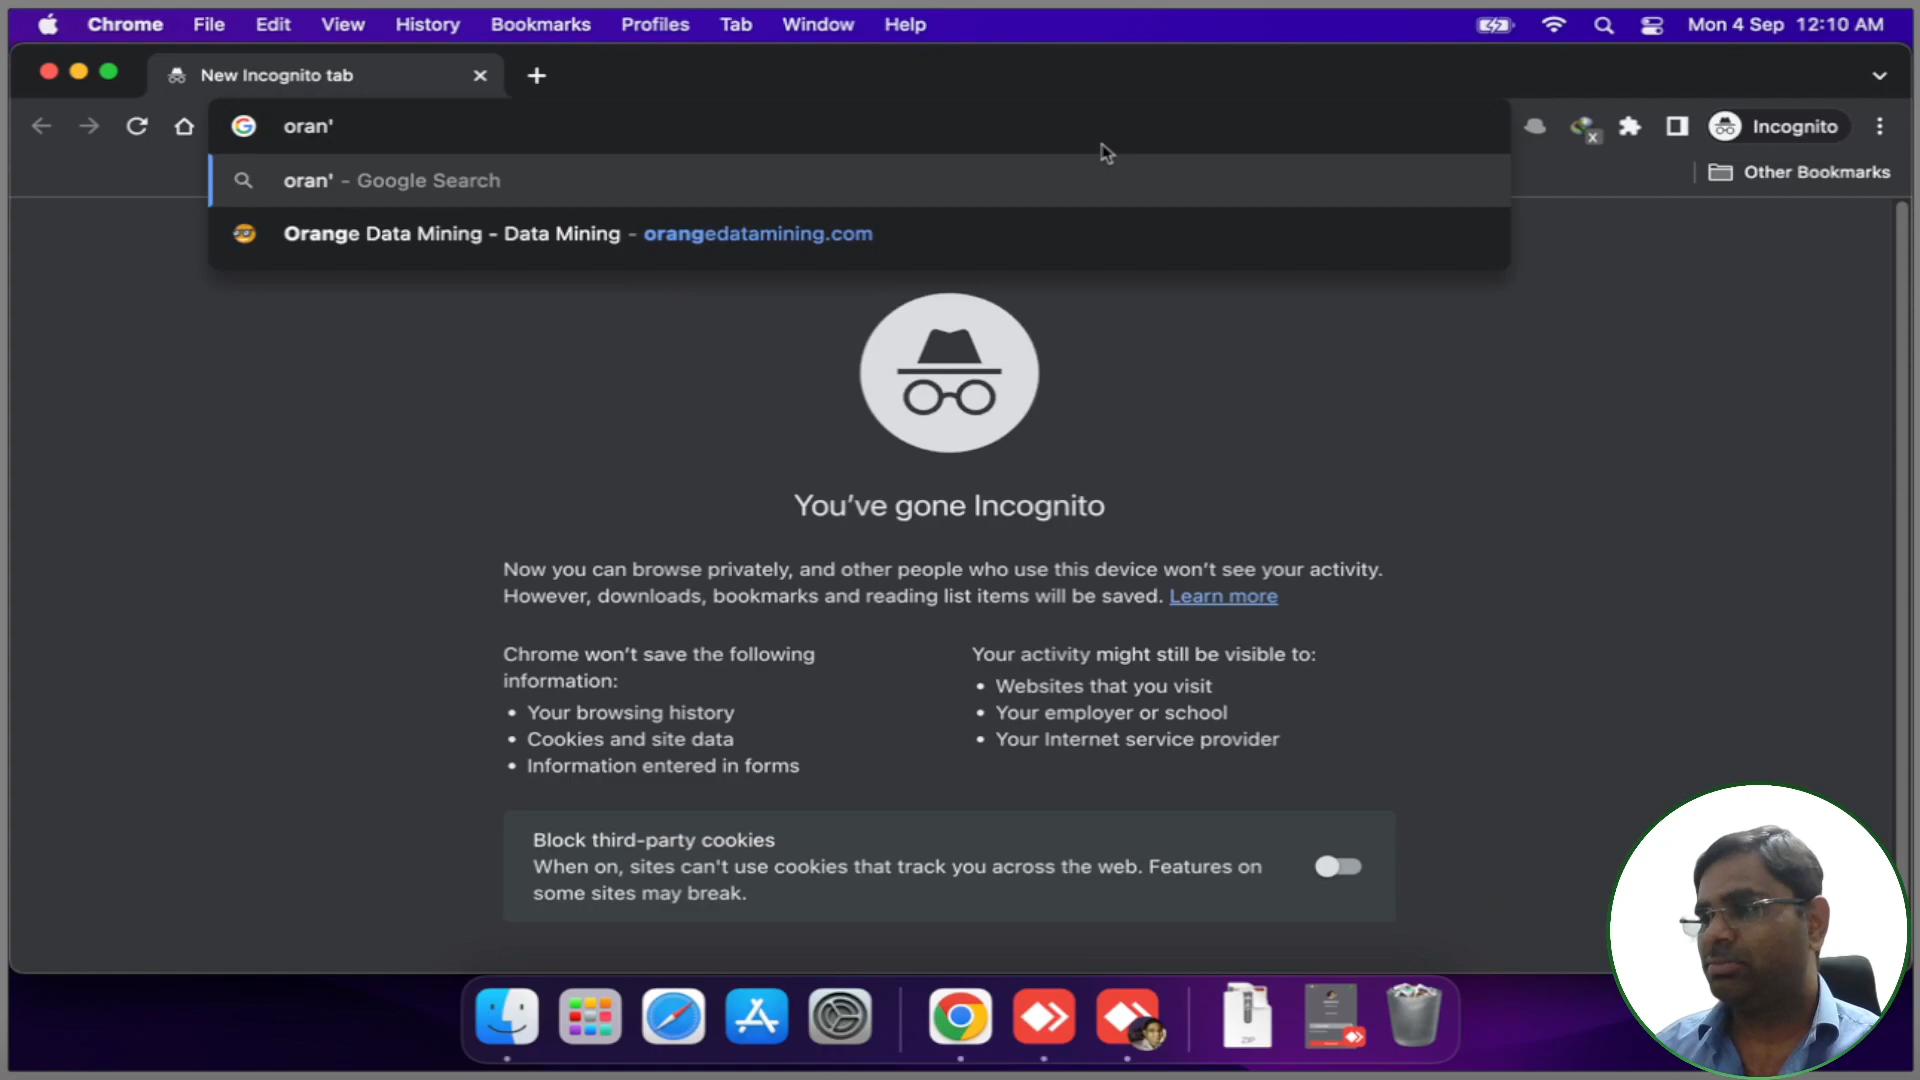 Chrome File Edit View History Bookmarks Profiles Tab Window Help Mon 4 Sep 12:10 AM
New Incognito tab
oran'
Incognito
oran' - Google Search
Other Bookmarks
Orange Data Mining - Data Mining - orangedatamining.com
You've gone Incognito
Now you can browse privately, and other people who use this device won't see your activity.
However, downloads, bookmarks and reading list items will be saved. Learn more
Chrome won't save the following
information:
• Your browsing history
• Cookies and site data
• Information entered in forms
Your activity might still be visible to:
• Websites that you visit
• Your employer or school
• Your Internet service provider
Block third-party cookies
When on, sites can't use cookies that track you across the web. Features on
some sites may break.
ZIP